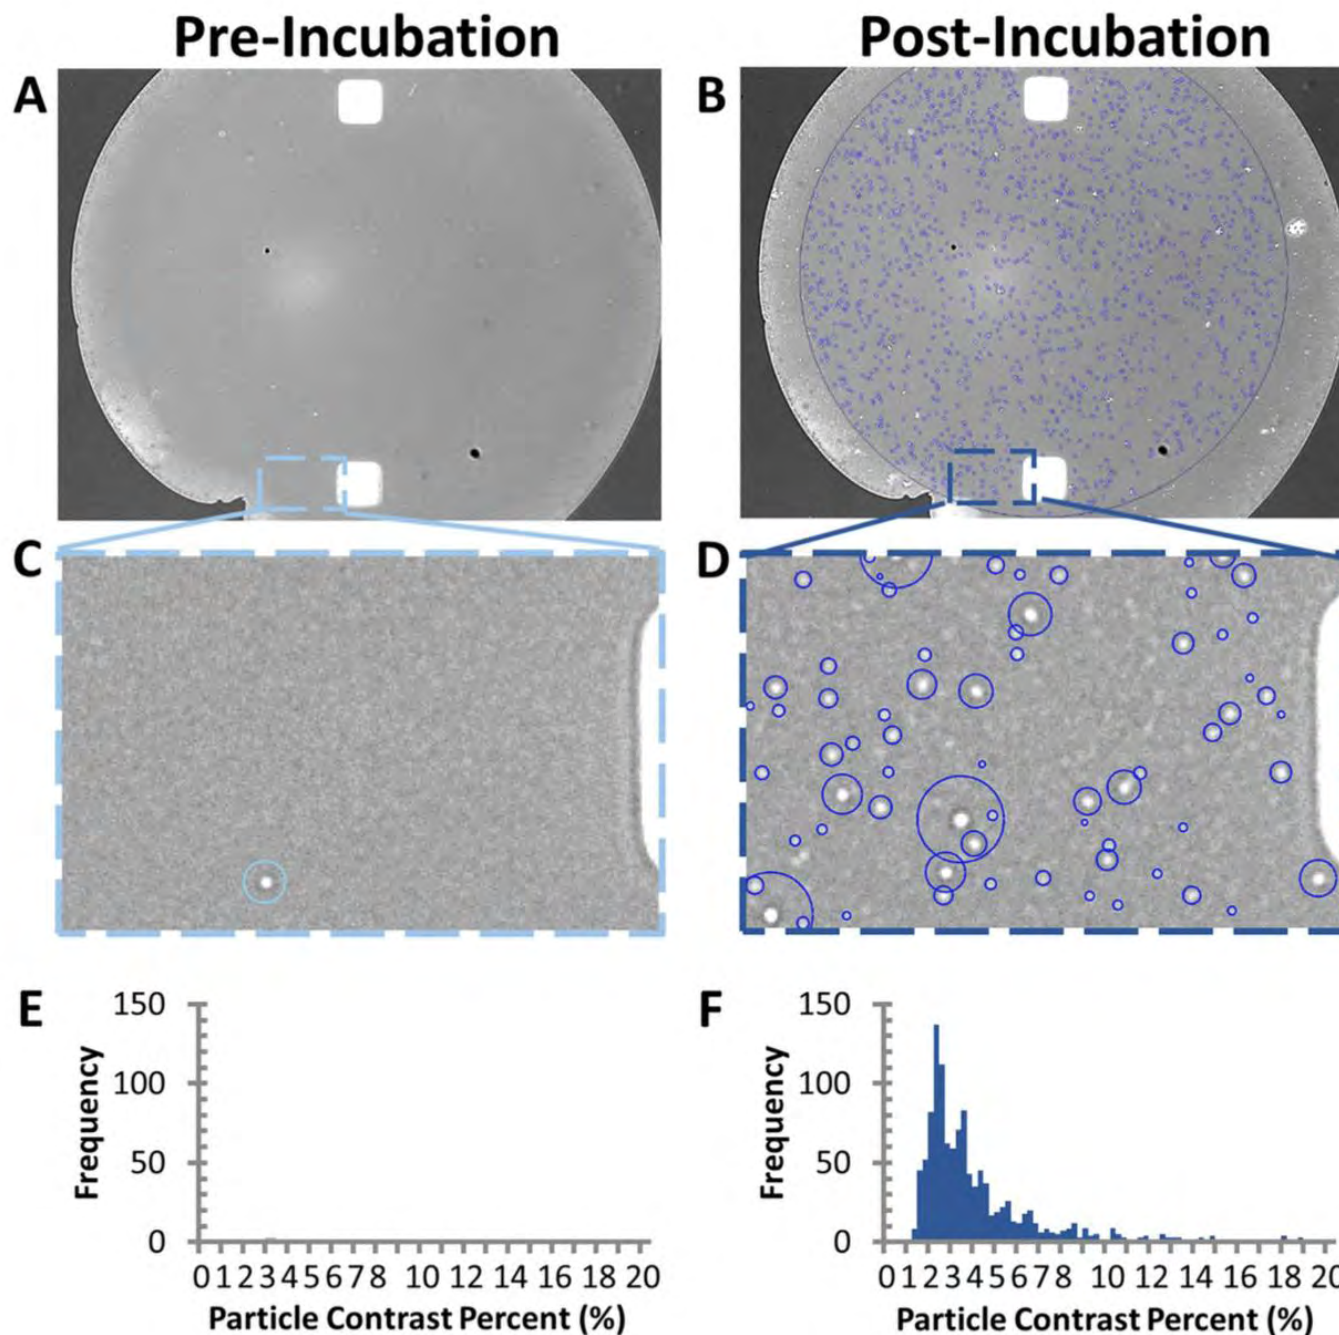 Pre-Incubation Post-Incubation
A B
C D
E F
150 150
100 100
50 50
0 0
Frequency Frequency
0 1 2 3 4 5 6 7 8 10 12 14 16 18 20 0 1 2 3 4 5 6 7 8 10 12 14 16 18 20
Particle Contrast Percent (%) Particle Contrast Percent (%)